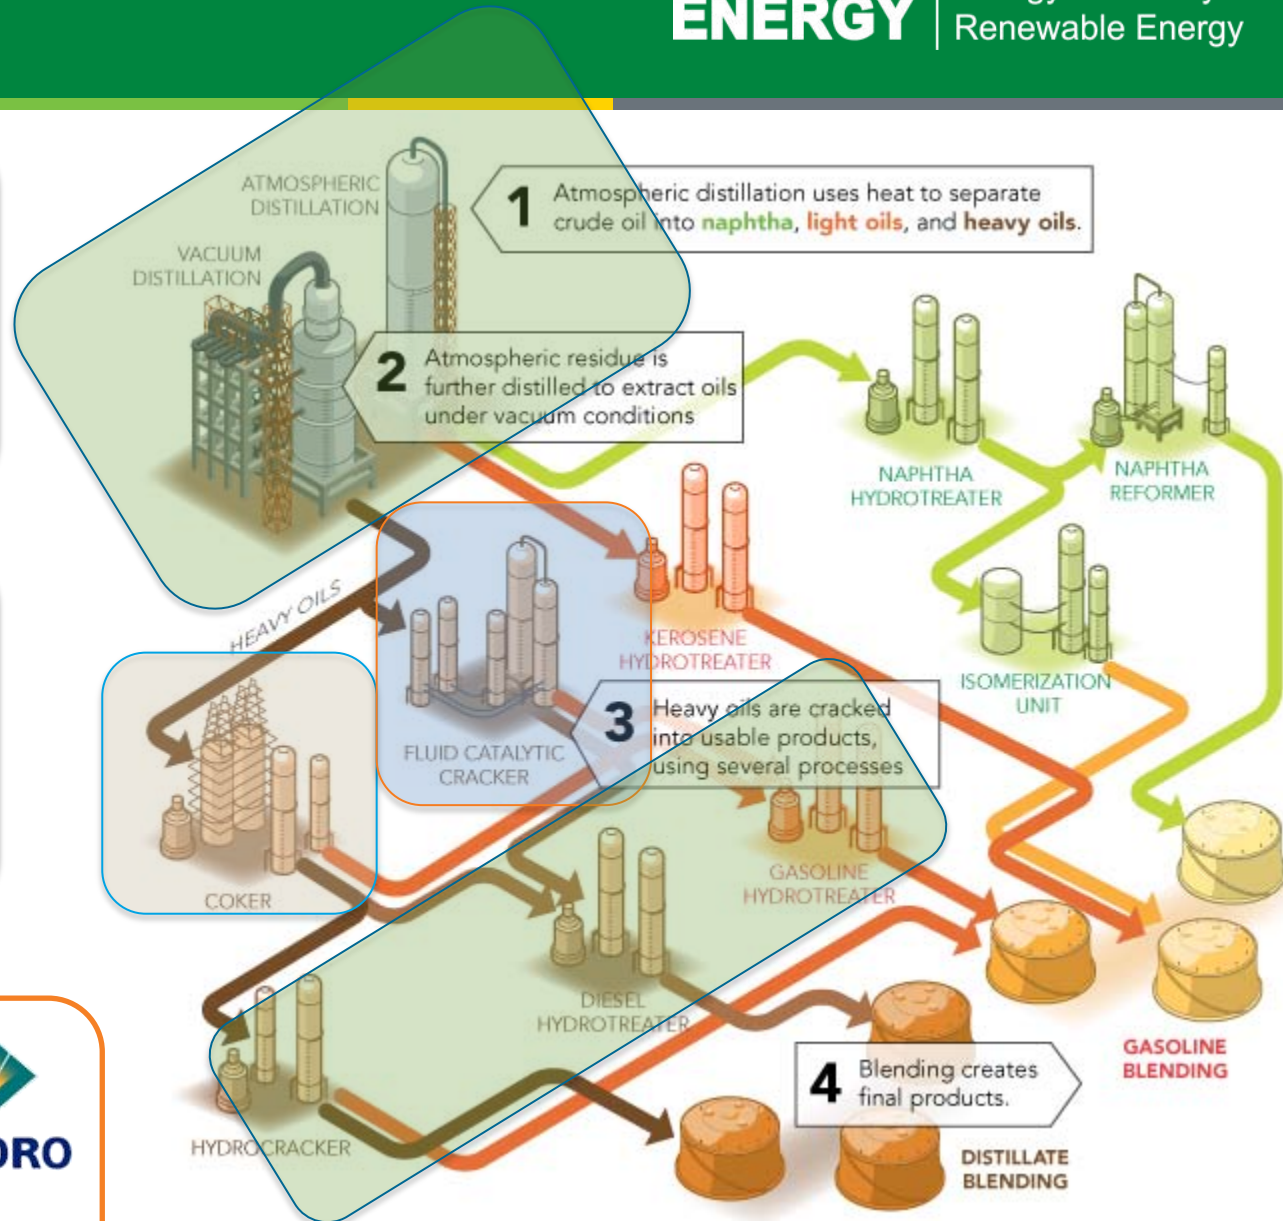 ENERGY
Renewable Energy
ATMOSPHERIC
DISTILLATION
1
Atmospheric distillation uses heat to separate
crude oil into naphtha, light oils, and heavy oils.
VACUUM
DISTILLATION
2
Atmospheric residue is
further distilled to extract oils
under vacuum conditions
NAPHTHA
HYDROTREATER
NAPHTHA
REFORMER
HEAVY OILS
KEROSENE
HYDROTREATER
ISOMERIZATION
UNIT
3
Heavy oils are cracked
into usable products,
using several processes
FLUID CATALYTIC
CRACKER
COKER
GASOLINE
HYDROTREATER
DIESEL
HYDROTREATER
GASOLINE
BLENDING
4
Blending creates
final products.
ORO
HYDROCRACKER
DISTILLATE
BLENDING